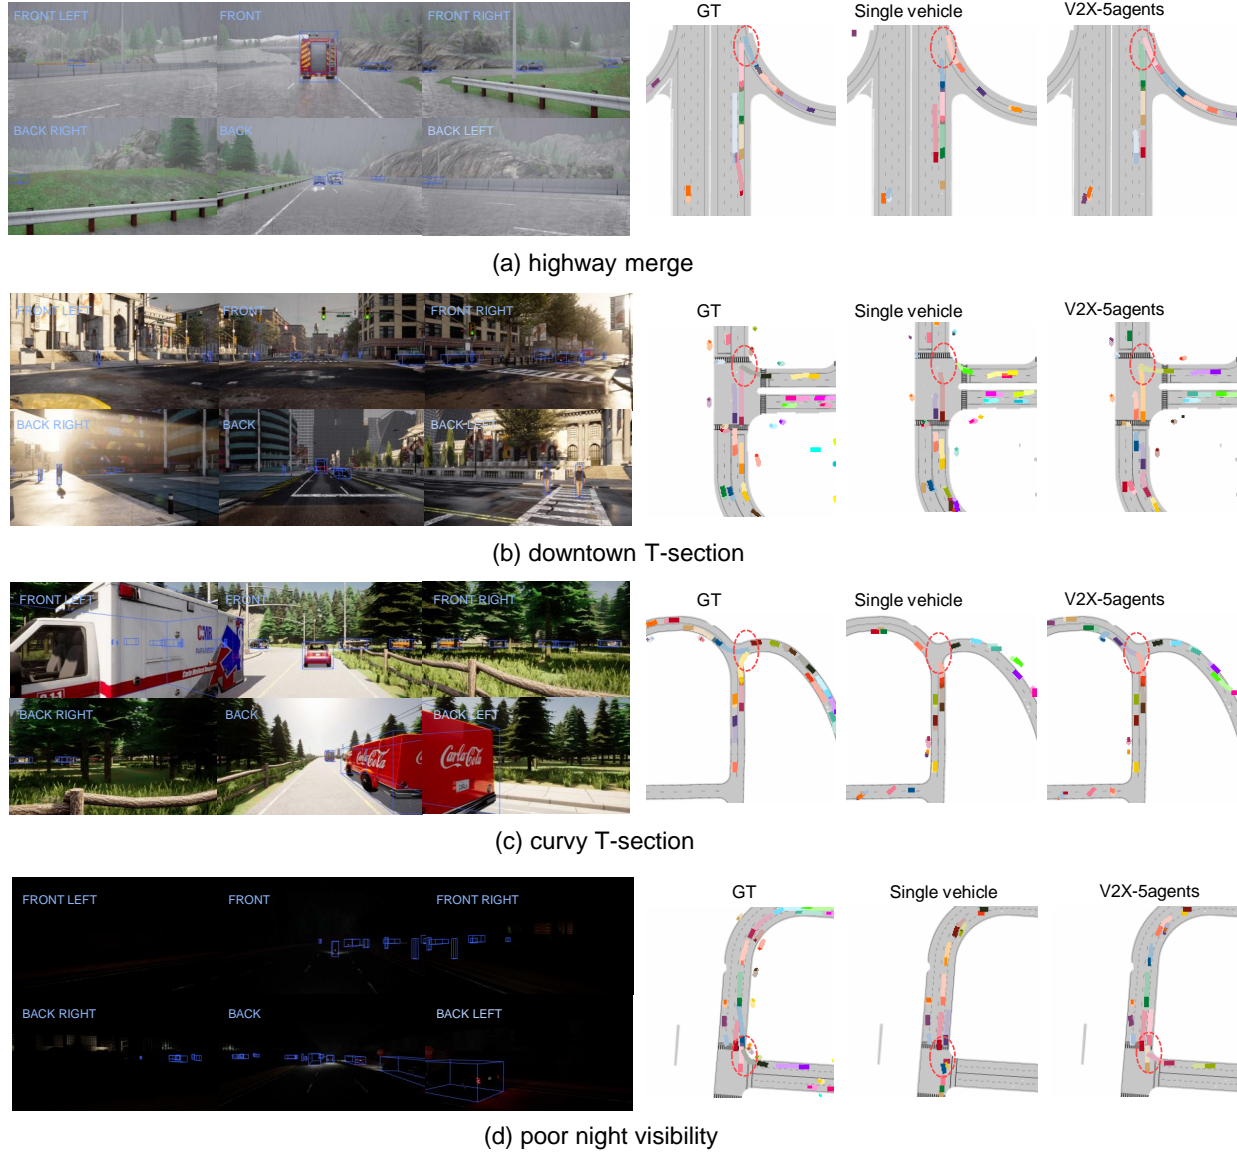 FRONT LEFT FRONT FRONT RIGHT GT Single vehicle V2X-5agents
BACK RIGHT BACK BACK LEFT
(a) highway merge
FRONT LEFT FRONT FRONT RIGHT GT Single vehicle V2X-5agents
BACK RIGHT BACK BACK LEFT
(b) downtown T-section
FRONT LEFT FRONT FRONT RIGHT GT Single vehicle V2X-5agents
911
BACK RIGHT BACK BACK LEFT
CarlaCola CarlaCola
(c) curvy T-section
FRONT LEFT FRONT FRONT RIGHT GT Single vehicle V2X-5agents
BACK RIGHT BACK BACK LEFT
(d) poor night visibility